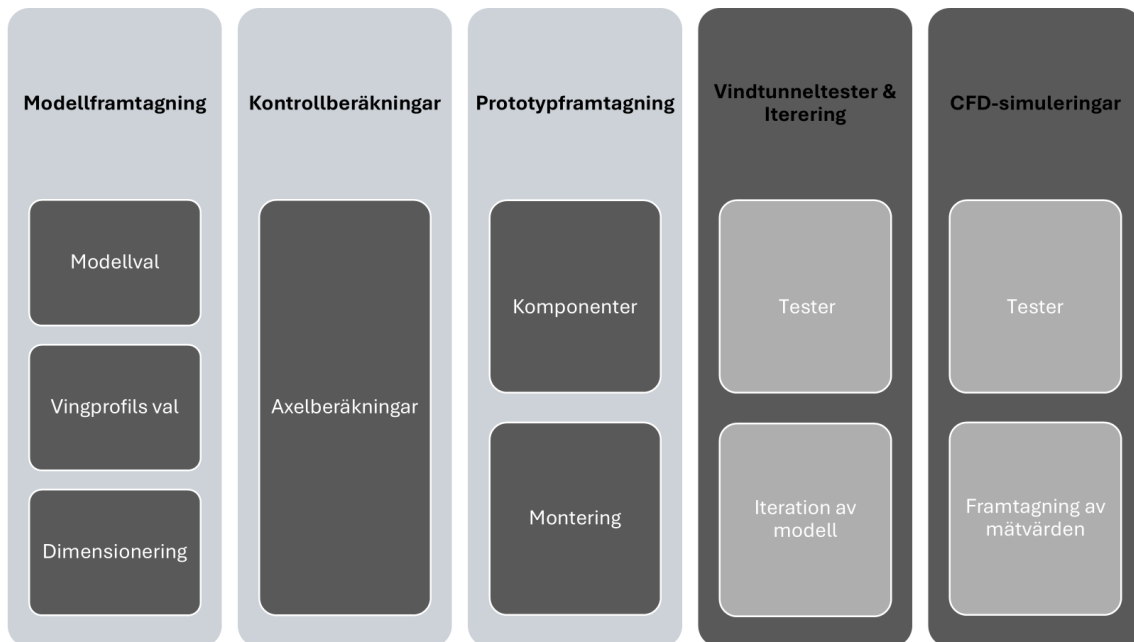 Modellframtagning
Modellval
Vingprofils val
Dimensionering
Kontrollberäkningar
Axelberäkningar
Prototypframtagning
Komponenter
Montering
Vindtunneltester &
Iterering
Tester
Iteration av
modell
CFD-simuleringar
Tester
Framtagning av
mätvärden